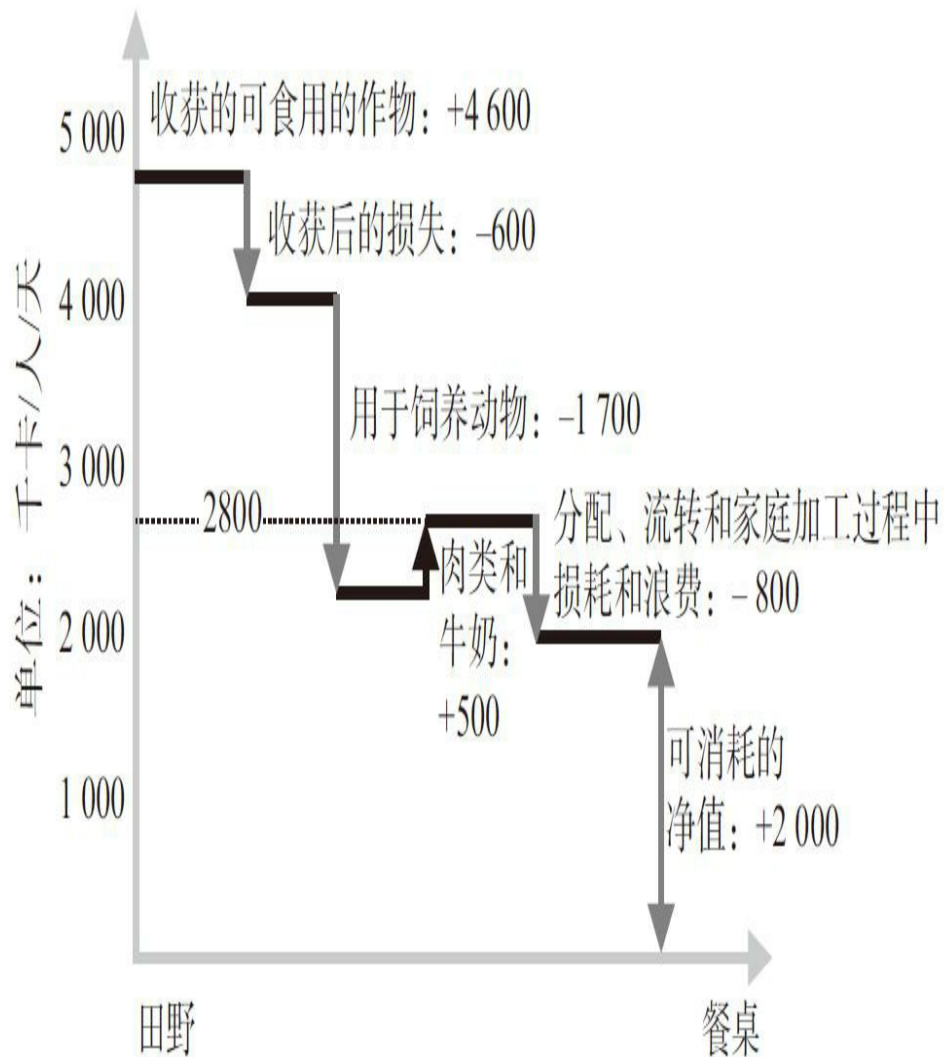 收获的可食用的作物：+4 600
5 000
收获后的损失：–600
4 000
用于饲养动物：–1 700
3 000
2800
分配、流转和家庭加工过程中
损耗和浪费：– 800
肉类和
牛奶：
+500
2 000
可消耗的
净值：+2 000
1 000
单位：千卡/人/天
田野
餐桌